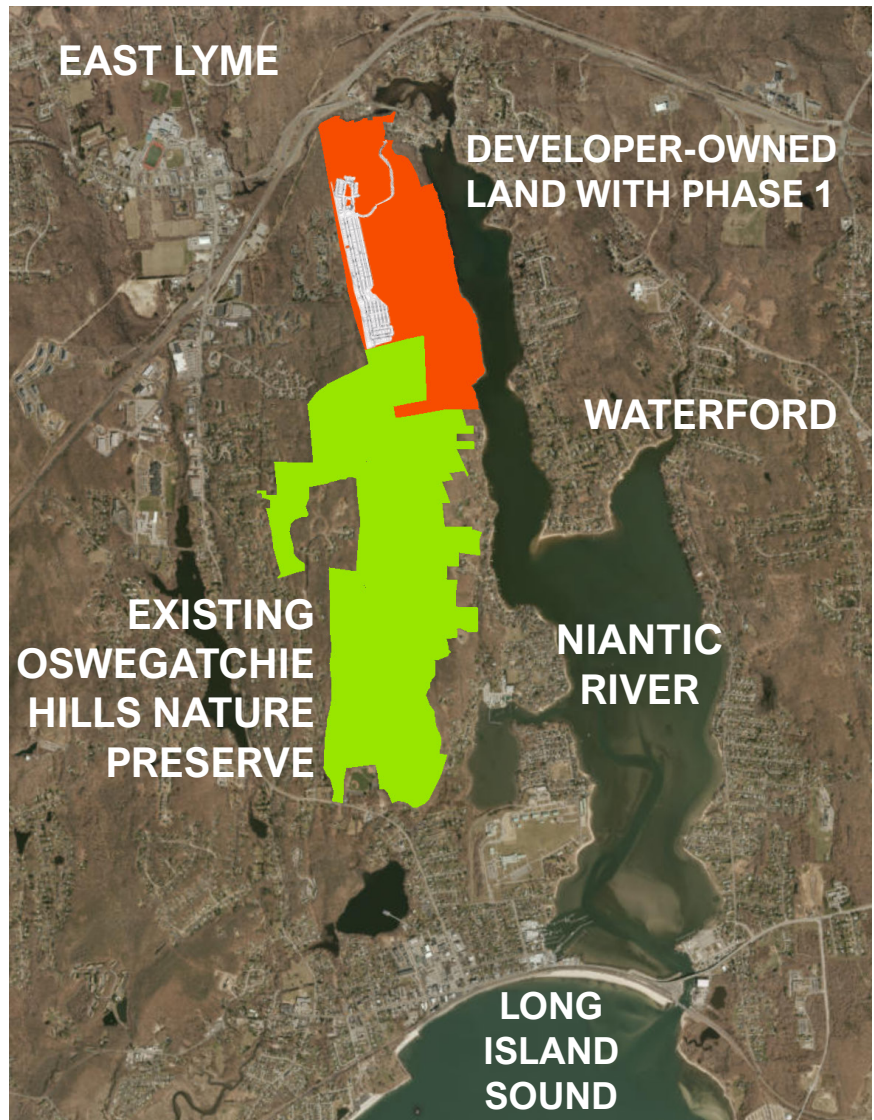 EAST LYME
DEVELOPER-OWNED
LAND WITH PHASE 1
WATERFORD
EXISTING
OSWEGATCHIE
HILLS NATURE
PRESERVE
NIANTIC
RIVER
LONG
ISLAND
SOUND